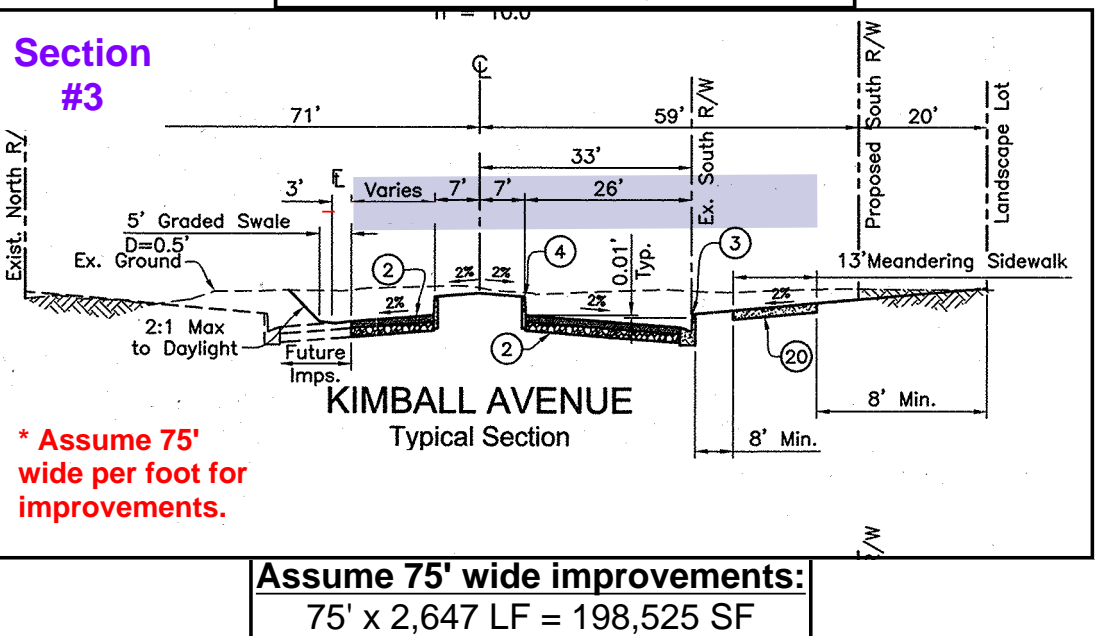 n = 10.0
Section
#3
℄
71'
59'
20'
33'
3'
Varies
7'
7'
26'
Exist. North R/
Ex. South R/W
Proposed South R/W
Landscape Lot
5' Graded Swale
D=0.5'
Ex. Ground
2
2%
2%
4
0.01'
Typ.
3
13'Meandering Sidewalk
2%
2%
2%
2:1 Max
to Daylight
2
20
Future
Imps.
KIMBALL AVENUE
Typical Section
8' Min.
8' Min.
* Assume 75'
wide per foot for
improvements.
R/W
Assume 75' wide improvements:
75' x 2,647 LF = 198,525 SF